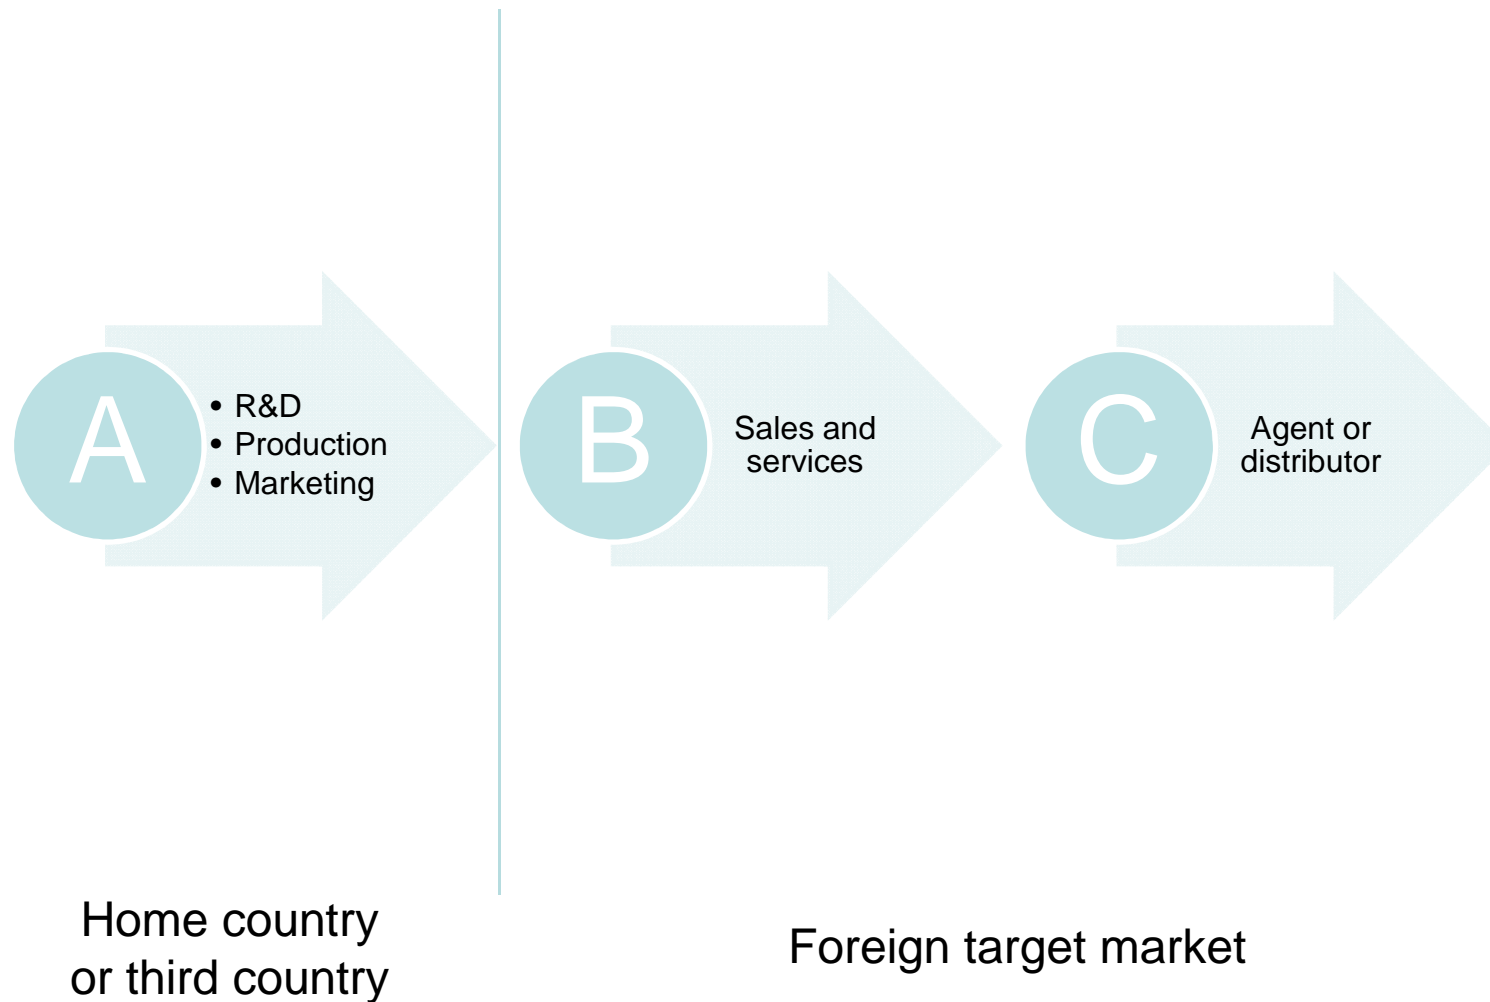 A
• R&D
• Production
• Marketing
B
Sales and
services
C
Agent or
distributor
Home country
or third country
Foreign target market